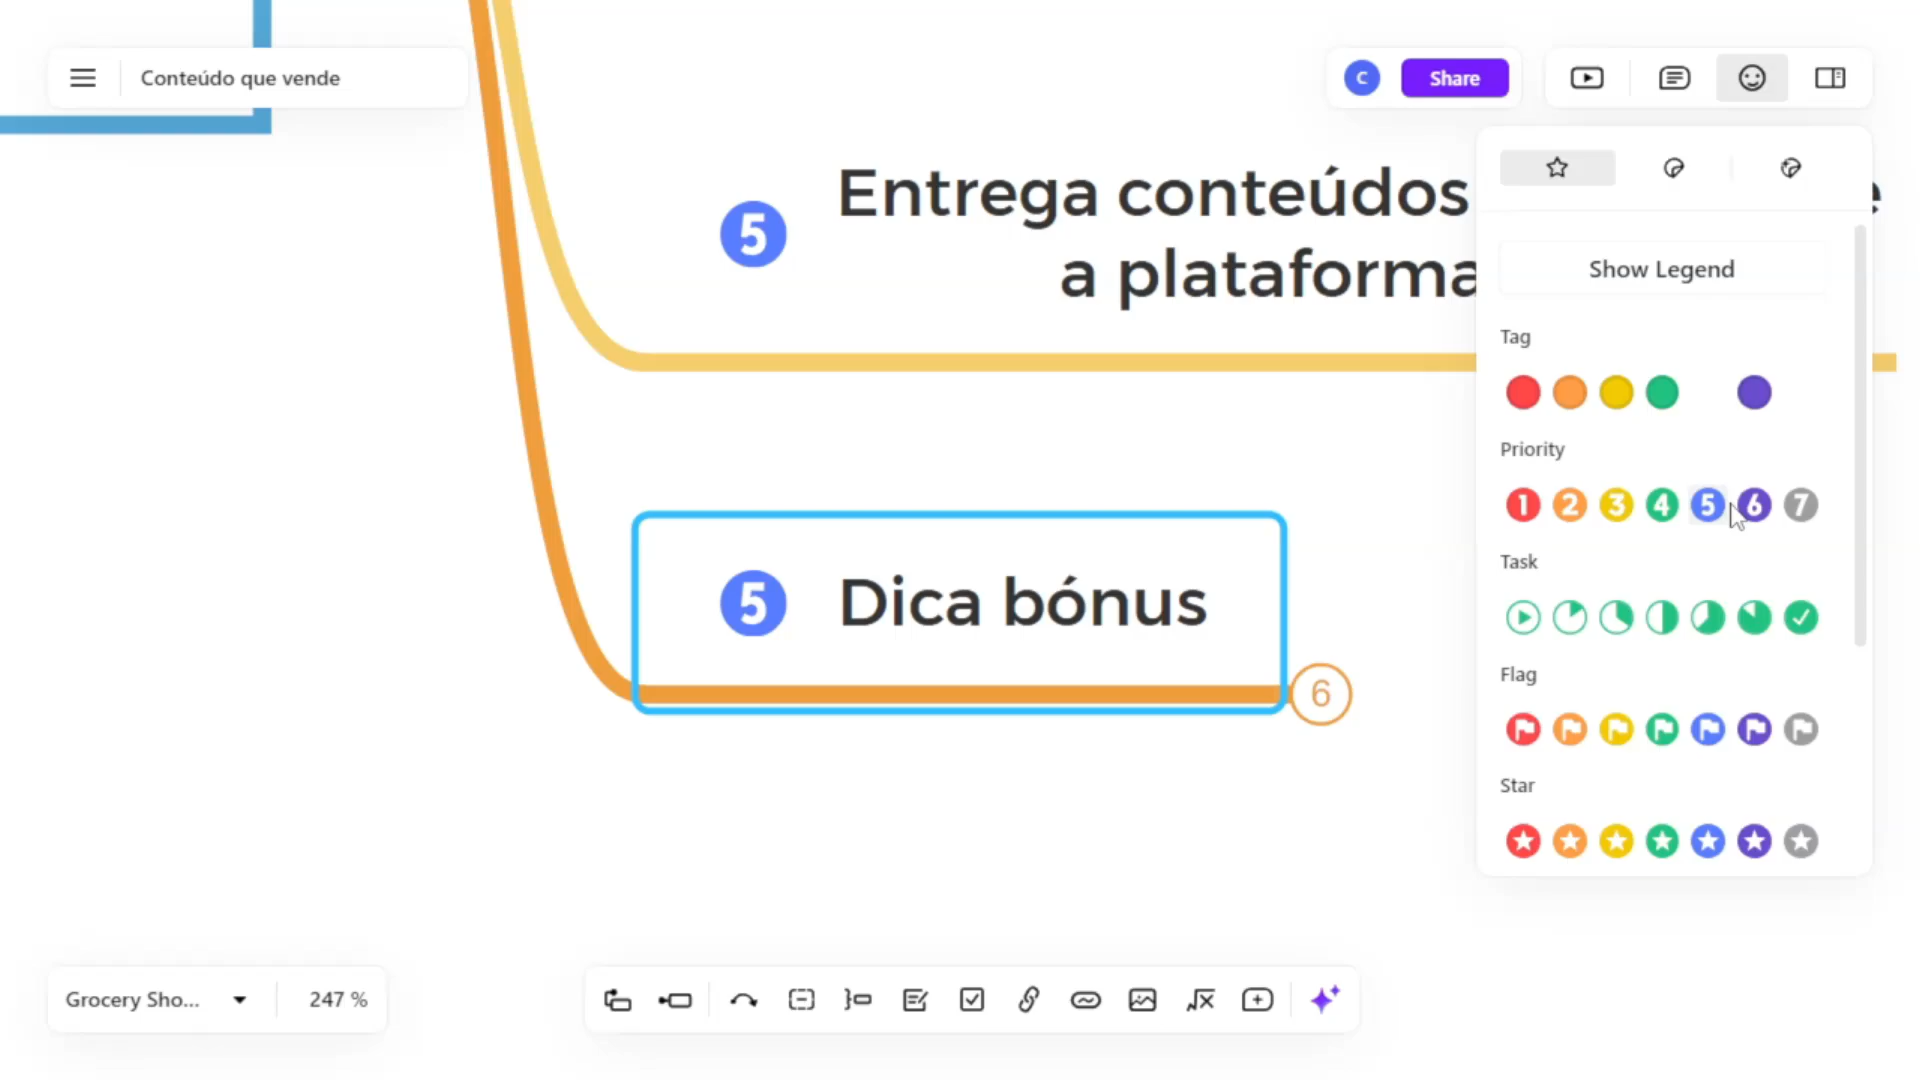 Conteúdo que vende
C
Share
5
Entrega conteúdos
a plataforma
Show Legend
Tag
Priority
1 2 3 4 5 6 7
Task
Flag
Star
5
Dica bónus
6
Grocery Sho...
247 %